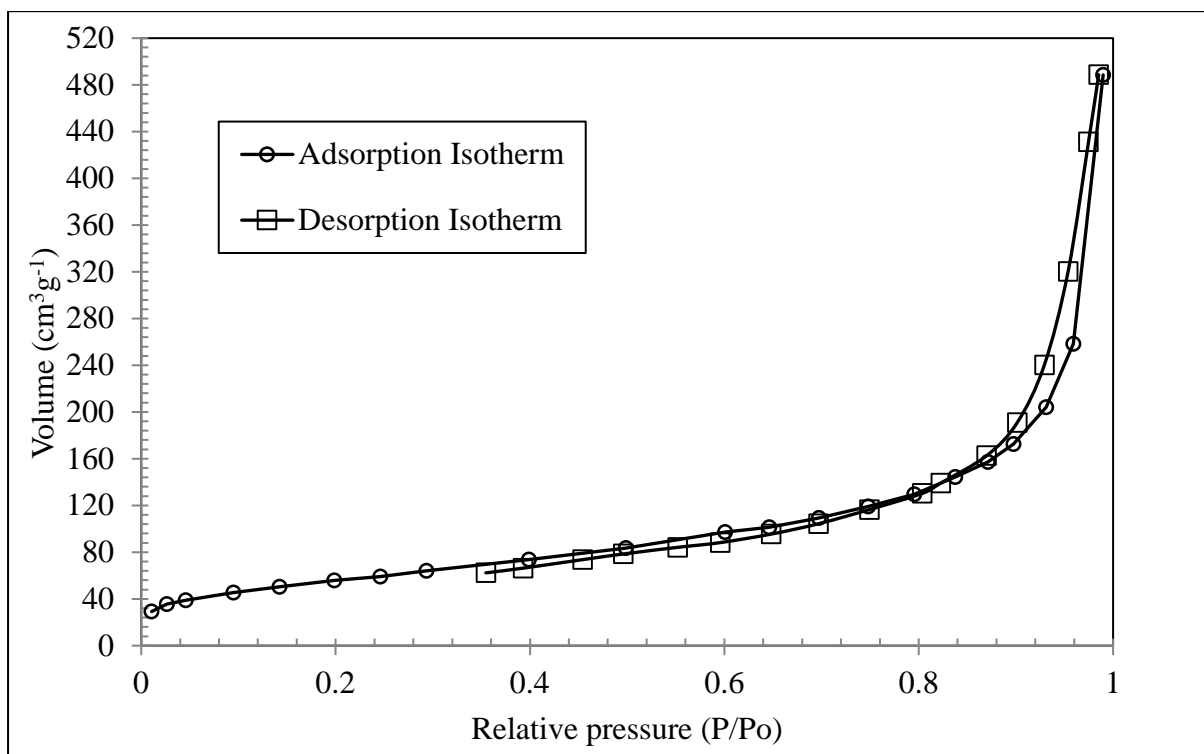 520
480
440
400
360
320
280
240
200
160
120
80
40
0
Volume (cm³g⁻¹)
Adsorption Isotherm
Desorption Isotherm
0 0.2 0.4 0.6 0.8 1
Relative pressure (P/Po)